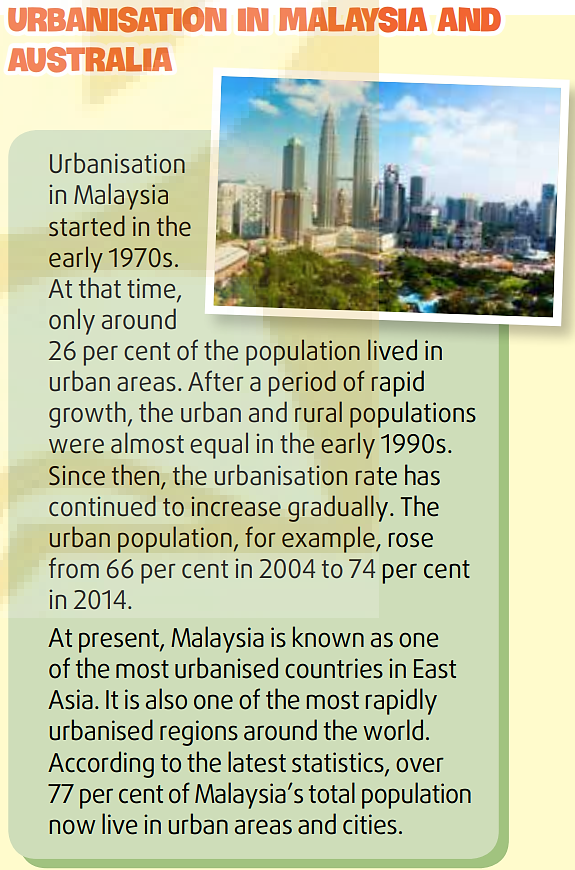 URBANISATION IN MALAYSIA AND
AUSTRALIA
Urbanisation
in Malaysia
started in the
early 1970s.
At that time,
only around
26 per cent of the population lived in
urban areas. After a period of rapid
growth, the urban and rural populations
were almost equal in the early 1990s.
Since then, the urbanisation rate has
continued to increase gradually. The
urban population, for example, rose
from 66 per cent in 2004 to 74 per cent
in 2014.
At present, Malaysia is known as one
of the most urbanised countries in East
Asia. It is also one of the most rapidly
urbanised regions around the world.
According to the latest statistics, over
77 per cent of Malaysia's total population
now live in urban areas and cities.